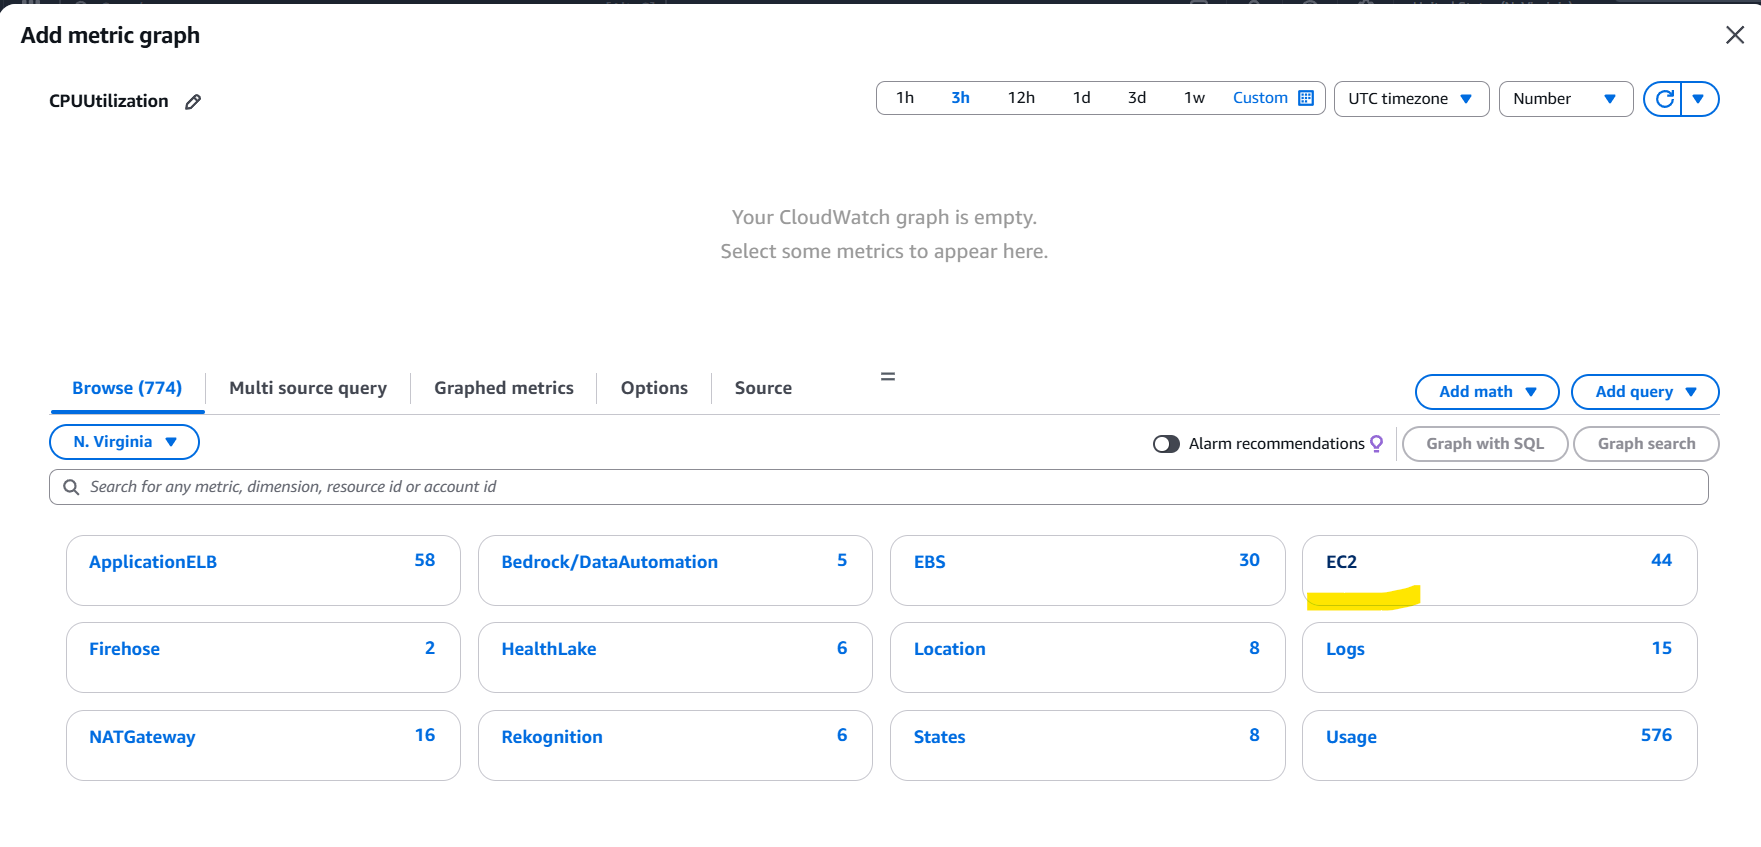 Add metric graph
CPUUtilization
1h 3h 12h 1d 3d 1w Custom UTC timezone Number
Your CloudWatch graph is empty.
Select some metrics to appear here.
Browse (774) Multi source query Graphed metrics Options Source
Add math Add query
N. Virginia Alarm recommendations Graph with SQL Graph search
Search for any metric, dimension, resource id or account id
ApplicationELB 58 Bedrock/DataAutomation 5 EBS 30 EC2 44
Firehose 2 HealthLake 6 Location 8 Logs 15
NATGateway 16 Rekognition 6 States 8 Usage 576